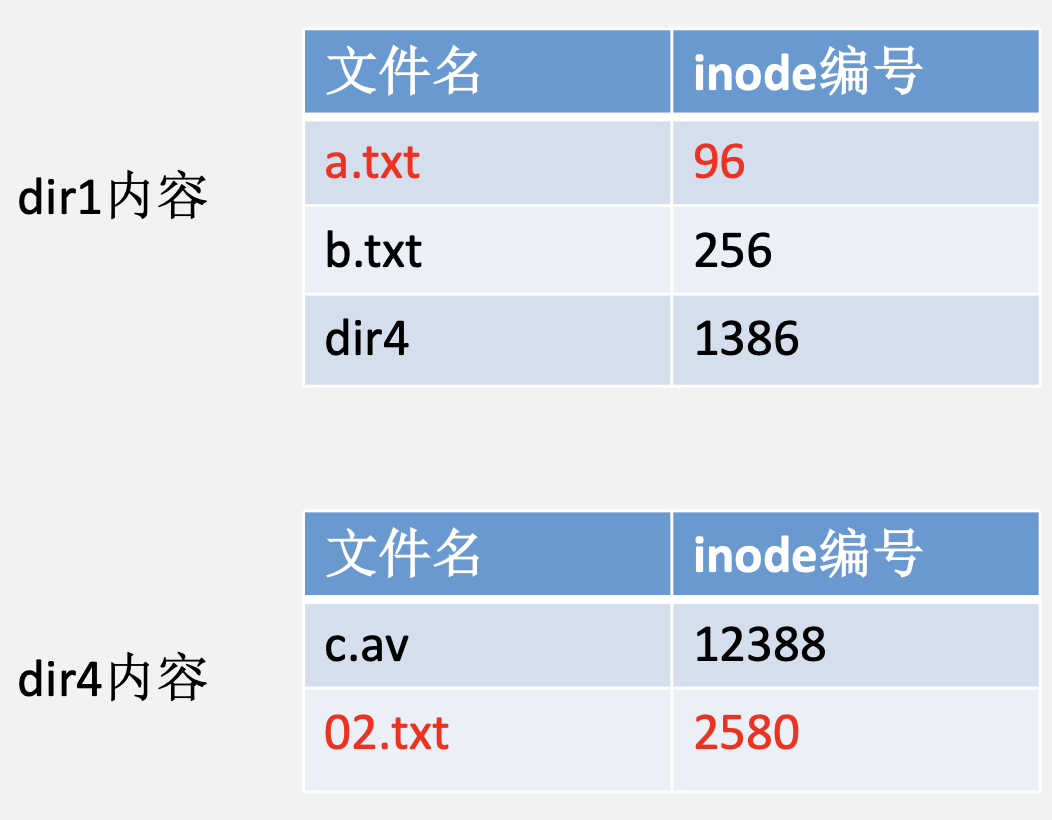 文件名 inode编号
a.txt 96
dir1内容
b.txt 256
dir4 1386
文件名 inode编号
c.av 12388
dir4内容
02.txt 2580